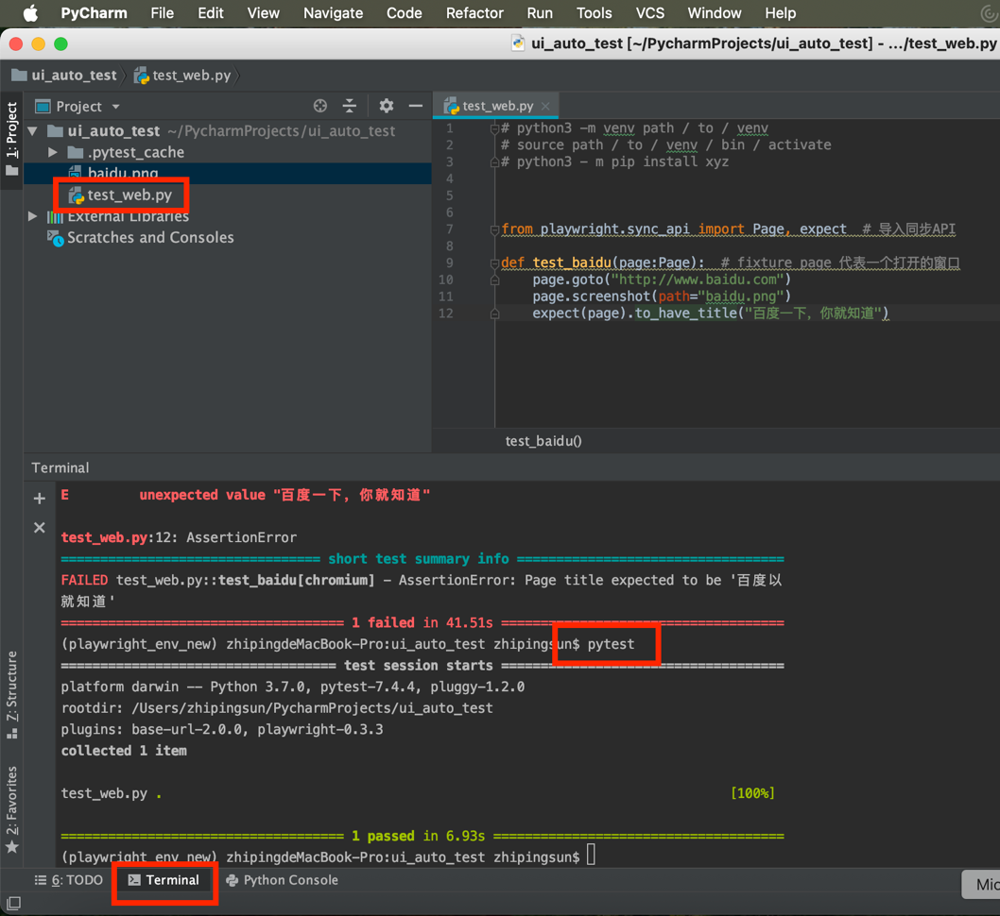 PyCharm File Edit View Navigate Code Refactor Run Tools VCS Window Help
ui_auto_test [~/PycharmProjects/ui_auto_test] - .../test_web.py
ui_auto_test test_web.py
1: Project
Project
test_web.py
ui_auto_test ~/PycharmProjects/ui_auto_test
.pytest_cache
baidu.png
test_web.py
External Libraries
Scratches and Consoles
1 # python3 -m venv path / to / venv
2 # source path / to / venv / bin / activate
3 # python3 - m pip install xyz
4
5
6
7 from playwright.sync_api import Page, expect # 导入同步API
8
9 def test_baidu(page:Page): # fixture page 代表一个打开的窗口
10 page.goto("http://www.baidu.com")
11 page.screenshot(path="baidu.png")
12 expect(page).to_have_title("百度一下，你就知道")
test_baidu()
Terminal
E unexpected value "百度一下，你就知道"
test_web.py:12: AssertionError
================================= short test summary info ==================================
FAILED test_web.py::test_baidu[chromium] - AssertionError: Page title expected to be '百度以
就知道'
==================================== 1 failed in 41.51s ====================================
(playwright_env_new) zhipingdeMacBook-Pro:ui_auto_test zhipingsun$ pytest
=================================== test session starts ====================================
platform darwin -- Python 3.7.0, pytest-7.4.4, pluggy-1.2.0
rootdir: /Users/zhipingsun/PycharmProjects/ui_auto_test
plugins: base-url-2.0.0, playwright-0.3.3
collected 1 item
test_web.py . [100%]
==================================== 1 passed in 6.93s =====================================
(playwright_env_new) zhipingdeMacBook-Pro:ui_auto_test zhipingsun$
Z: Structure
2: Favorites
6: TODO Terminal Python Console
Mic